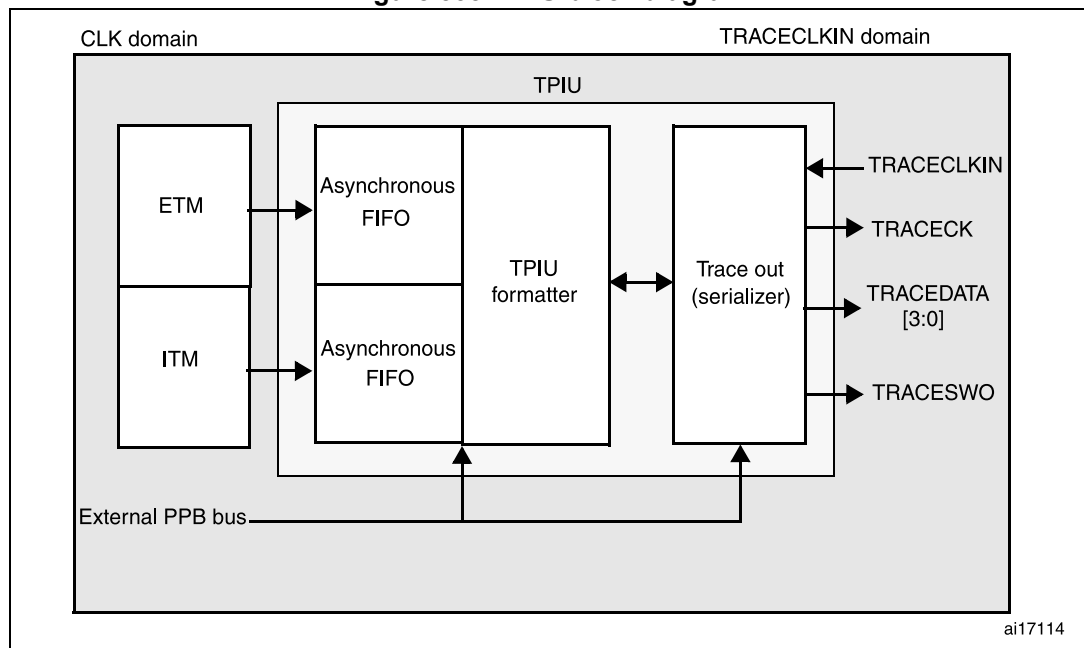 CLK domain
TRACECLKIN domain
TPIU
ETM
Asynchronous
FIFO
TPIU
formatter
Trace out
(serializer)
TRACECLKIN
TRACECK
TRACEDATA
[3:0]
TRACESWO
ITM
Asynchronous
FIFO
External PPB bus
ai17114